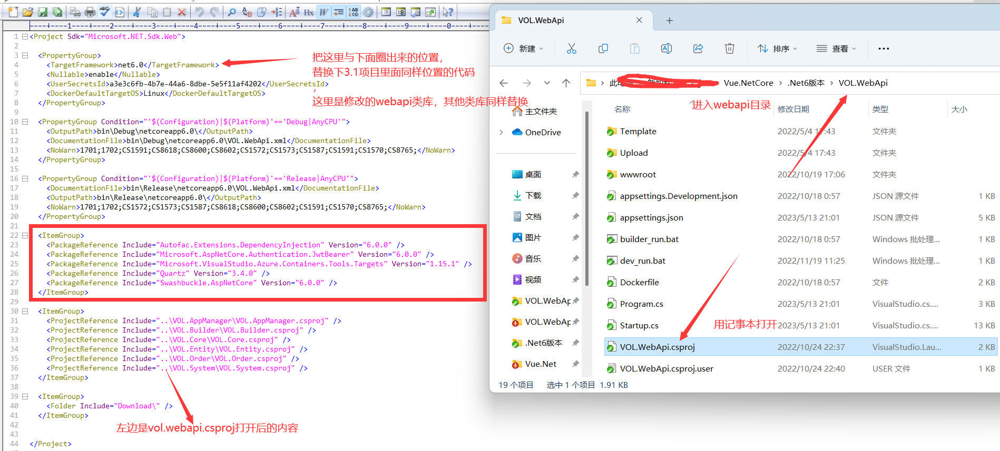 1 <Project Sdk="Microsoft.NET.Sdk.Web">
2
3 <PropertyGroup>
4 <TargetFramework>net6.0</TargetFramework>
5 <Nullable>enable</Nullable>
6 <UserSecretsId>a3e3c6fb-4b7e-44a6-8dbe-5e5f11af4202</UserSecretsId>
7 <DockerDefaultTargetOS>Linux</DockerDefaultTargetOS>
8 </PropertyGroup>
9
10 <PropertyGroup Condition="'$(Configuration)|$(Platform)'=='Debug|AnyCPU'">
11 <OutputPath>bin\Debug\netcoreapp6.0\</OutputPath>
12 <DocumentationFile>bin\Debug\netcoreapp6.0\VOL.WebApi.xml</DocumentationFile>
13 <NoWarn>1701;1702;CS1591;CS8618;CS8600;CS8602;CS1572;CS1573;CS1587;CS1591;CS1570;CS8765;</NoWarn>
14 </PropertyGroup>
15
16 <PropertyGroup Condition="'$(Configuration)|$(Platform)'=='Release|AnyCPU'">
17 <DocumentationFile>bin\Release\netcoreapp6.0\VOL.WebApi.xml</DocumentationFile>
18 <OutputPath>bin\Release\netcoreapp6.0\</OutputPath>
19 <NoWarn>1701;1702;CS1572;CS1573;CS1587;CS8618;CS8600;CS8602;CS1591;CS1570;CS8765;</NoWarn>
20 </PropertyGroup>
21
22 <ItemGroup>
23 <PackageReference Include="Autofac.Extensions.DependencyInjection" Version="6.0.0" />
24 <PackageReference Include="Microsoft.AspNetCore.Authentication.JwtBearer" Version="6.0.0" />
25 <PackageReference Include="Microsoft.VisualStudio.Azure.Containers.Tools.Targets" Version="1.15.1" />
26 <PackageReference Include="Quartz" Version="3.4.0" />
27 <PackageReference Include="Swashbuckle.AspNetCore" Version="6.0.0" />
28 </ItemGroup>
29
30 <ItemGroup>
31 <ProjectReference Include="..\VOL.AppManager\VOL.AppManager.csproj" />
32 <ProjectReference Include="..\VOL.Builder\VOL.Builder.csproj" />
33 <ProjectReference Include="..\VOL.Core\VOL.Core.csproj" />
34 <ProjectReference Include="..\VOL.Entity\VOL.Entity.csproj" />
35 <ProjectReference Include="..\VOL.Order\VOL.Order.csproj" />
36 <ProjectReference Include="..\VOL.System\VOL.System.csproj" />
37 </ItemGroup>
38
39 <ItemGroup>
40 <Folder Include="Download\" />
41 </ItemGroup>
42
43
44 </Project>
把这里与下面圈出来的位置，
替换下3.1项目里面同样位置的代码
，
这里是修改的webapi类库，其他类库同样替换
左边是vol.webapi.csproj打开后的内容
VOL.WebApi
新建
排序
查看
Vue.NetCore > .Net6版本 > VOL.WebApi
进入webapi目录
主文件夹
OneDrive
桌面
下载
文档
图片
音乐
视频
VOL.WebAp
VOL.WebAp
.Net6版本
Vue.Net
名称 修改日期 类型 大小
Template 2022/5/4 17:43 文件夹
Upload 2022/5/4 17:43 文件夹
wwwroot 2022/10/19 17:06 文件夹
appsettings.Development.json 2022/10/18 0:57 JSON 源文件 1 KB
appsettings.json 2023/5/13 21:01 JSON 源文件 5 KB
builder_run.bat 2022/10/18 0:57 Windows 批处理... 1 KB
dev_run.bat 2022/11/19 11:25 Windows 批处理... 1 KB
Dockerfile 2022/10/18 0:57 文件 2 KB
Program.cs 2023/5/13 21:01 VisualStudio.cs.... 3 KB
Startup.cs 2023/5/13 21:01 VisualStudio.cs.... 13 KB
用记事本打开
VOL.WebApi.csproj 2022/10/24 22:37 VisualStudio.Lau... 2 KB
VOL.WebApi.csproj.user 2022/10/24 22:40 USER 文件 1 KB
19 个项目 选中 1 个项目 1.91 KB